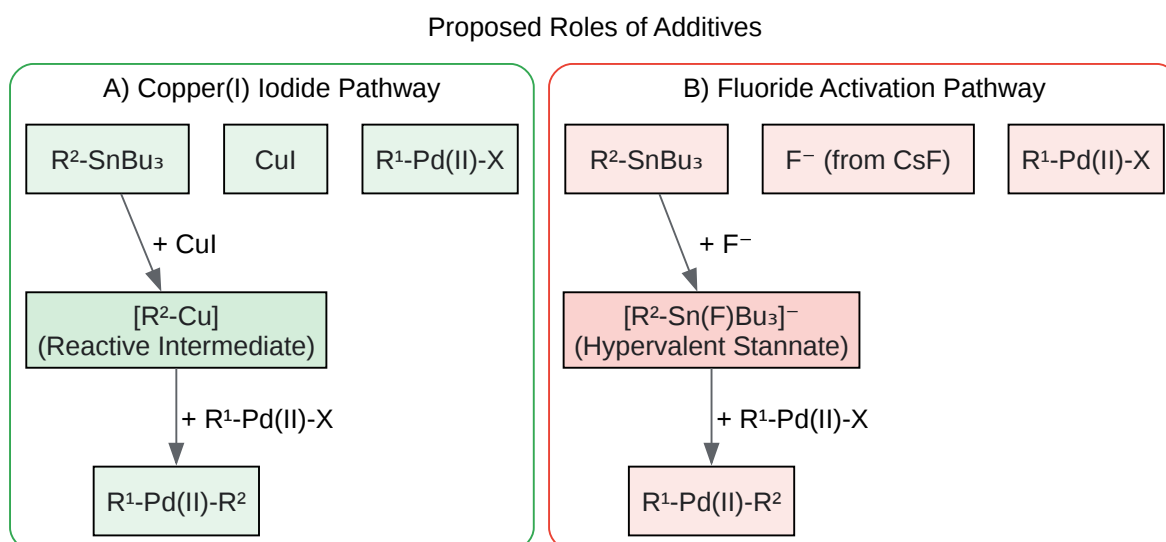 Proposed Roles of Additives
A) Copper(I) Iodide Pathway
R²-SnBu₃
CuI
R¹-Pd(II)-X
+ CuI
[R²-Cu]
(Reactive Intermediate)
+ R¹-Pd(II)-X
R¹-Pd(II)-R²
B) Fluoride Activation Pathway
R²-SnBu₃
F⁻ (from CsF)
R¹-Pd(II)-X
+ F⁻
[R²-Sn(F)Bu₃]⁻
(Hypervalent Stannate)
+ R¹-Pd(II)-X
R¹-Pd(II)-R²